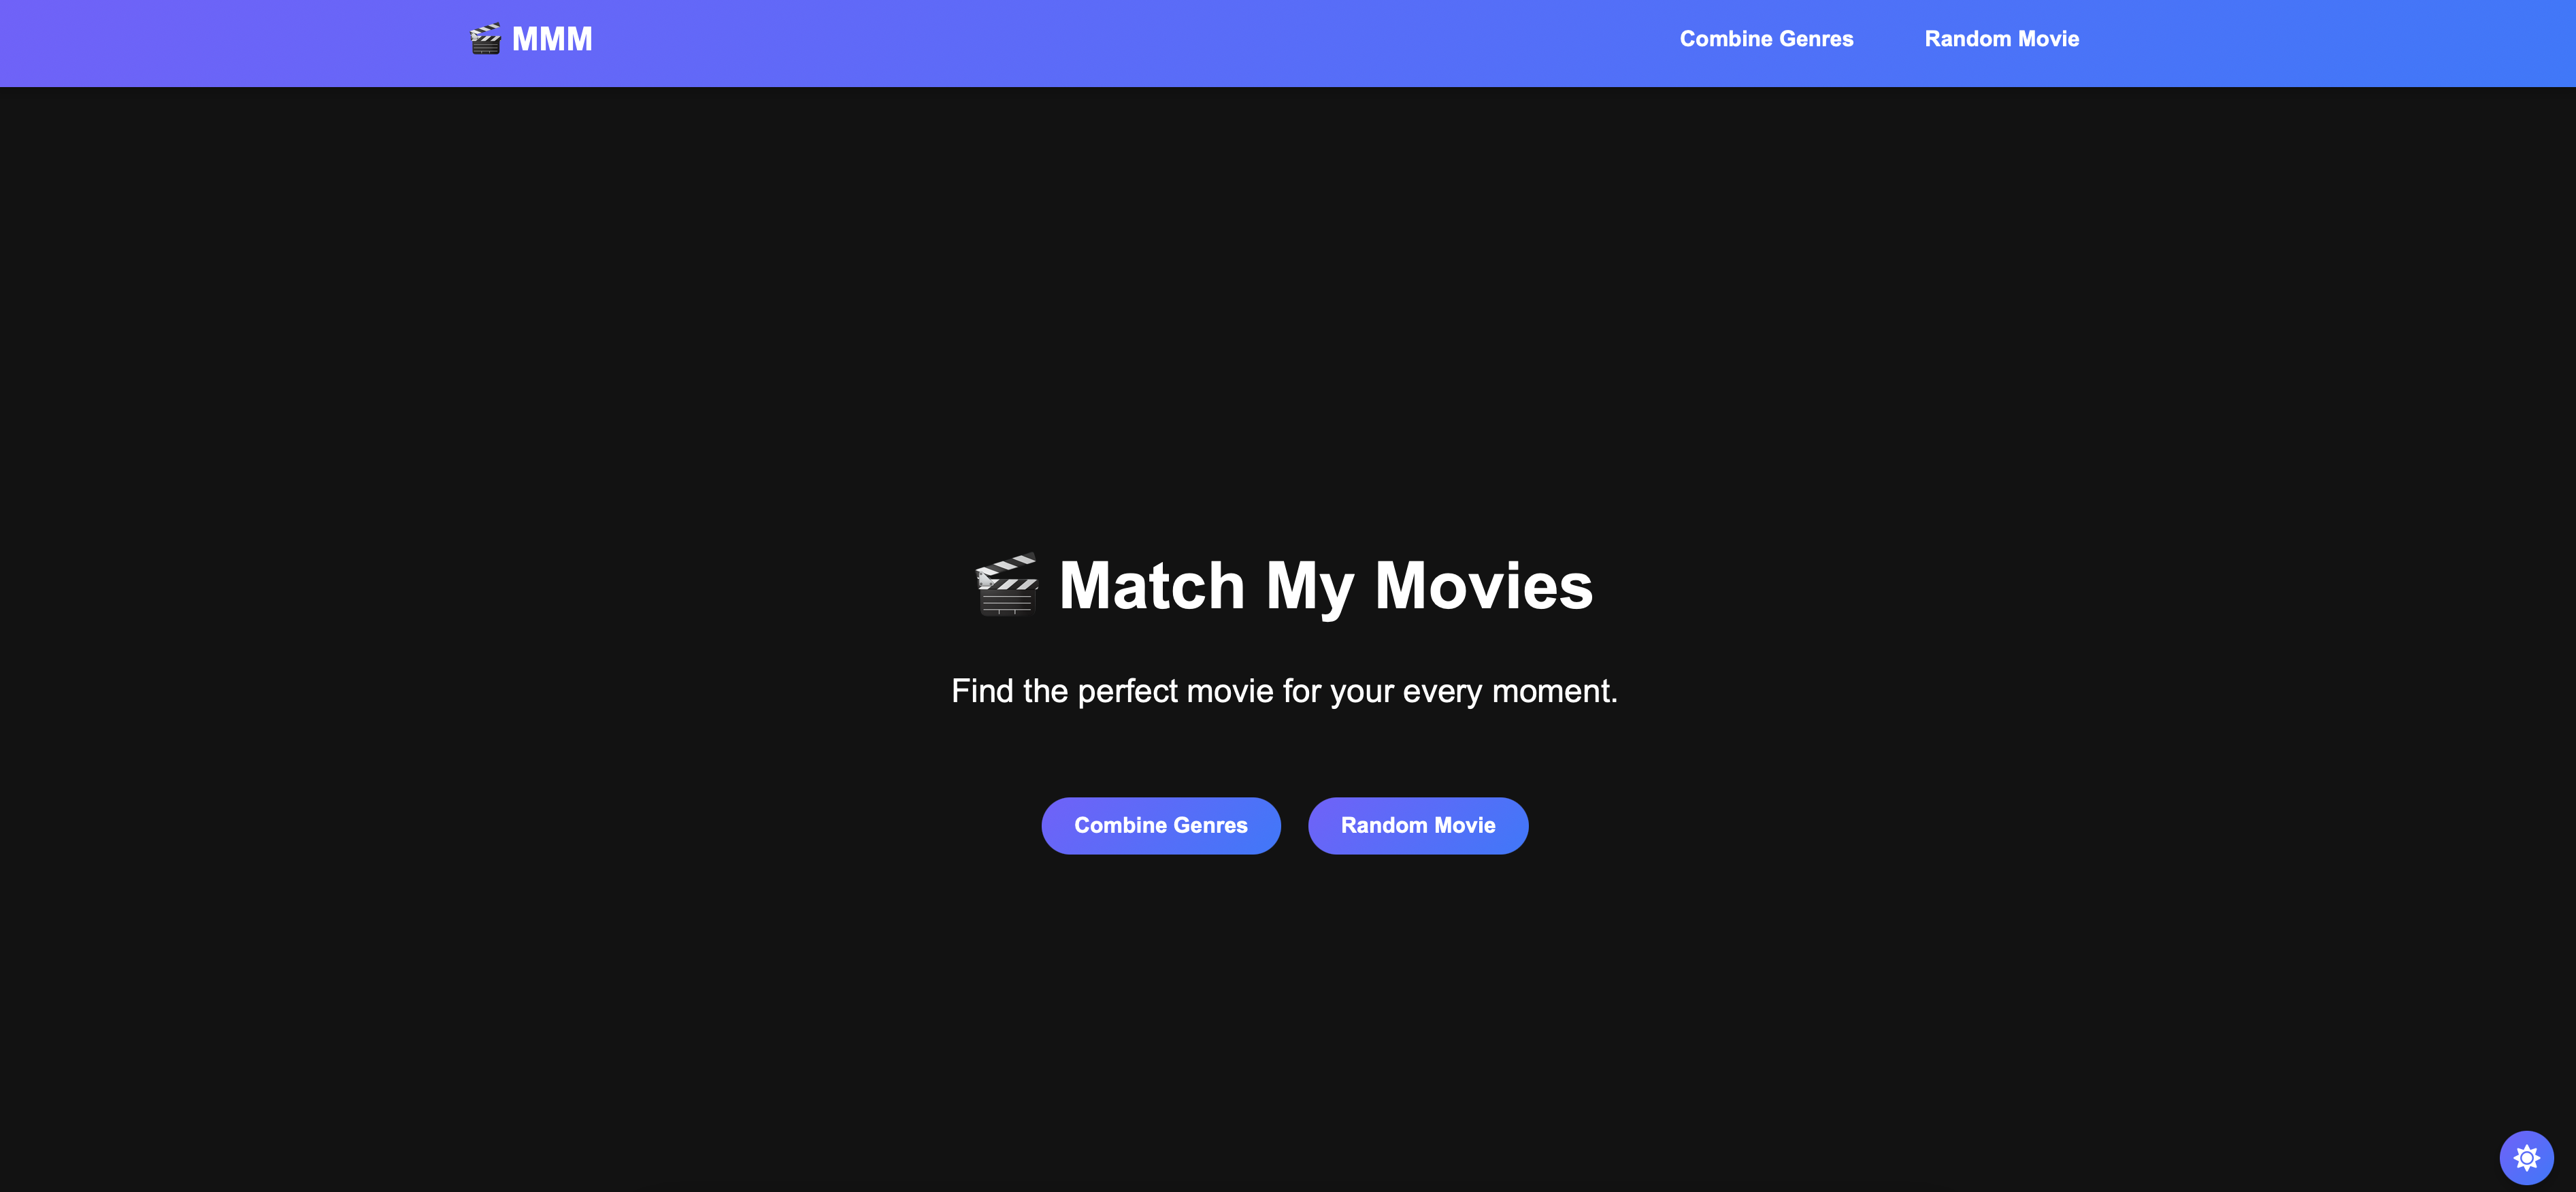 MMM
Combine Genres
Random Movie
Match My Movies
Find the perfect movie for your every moment.
Combine Genres
Random Movie